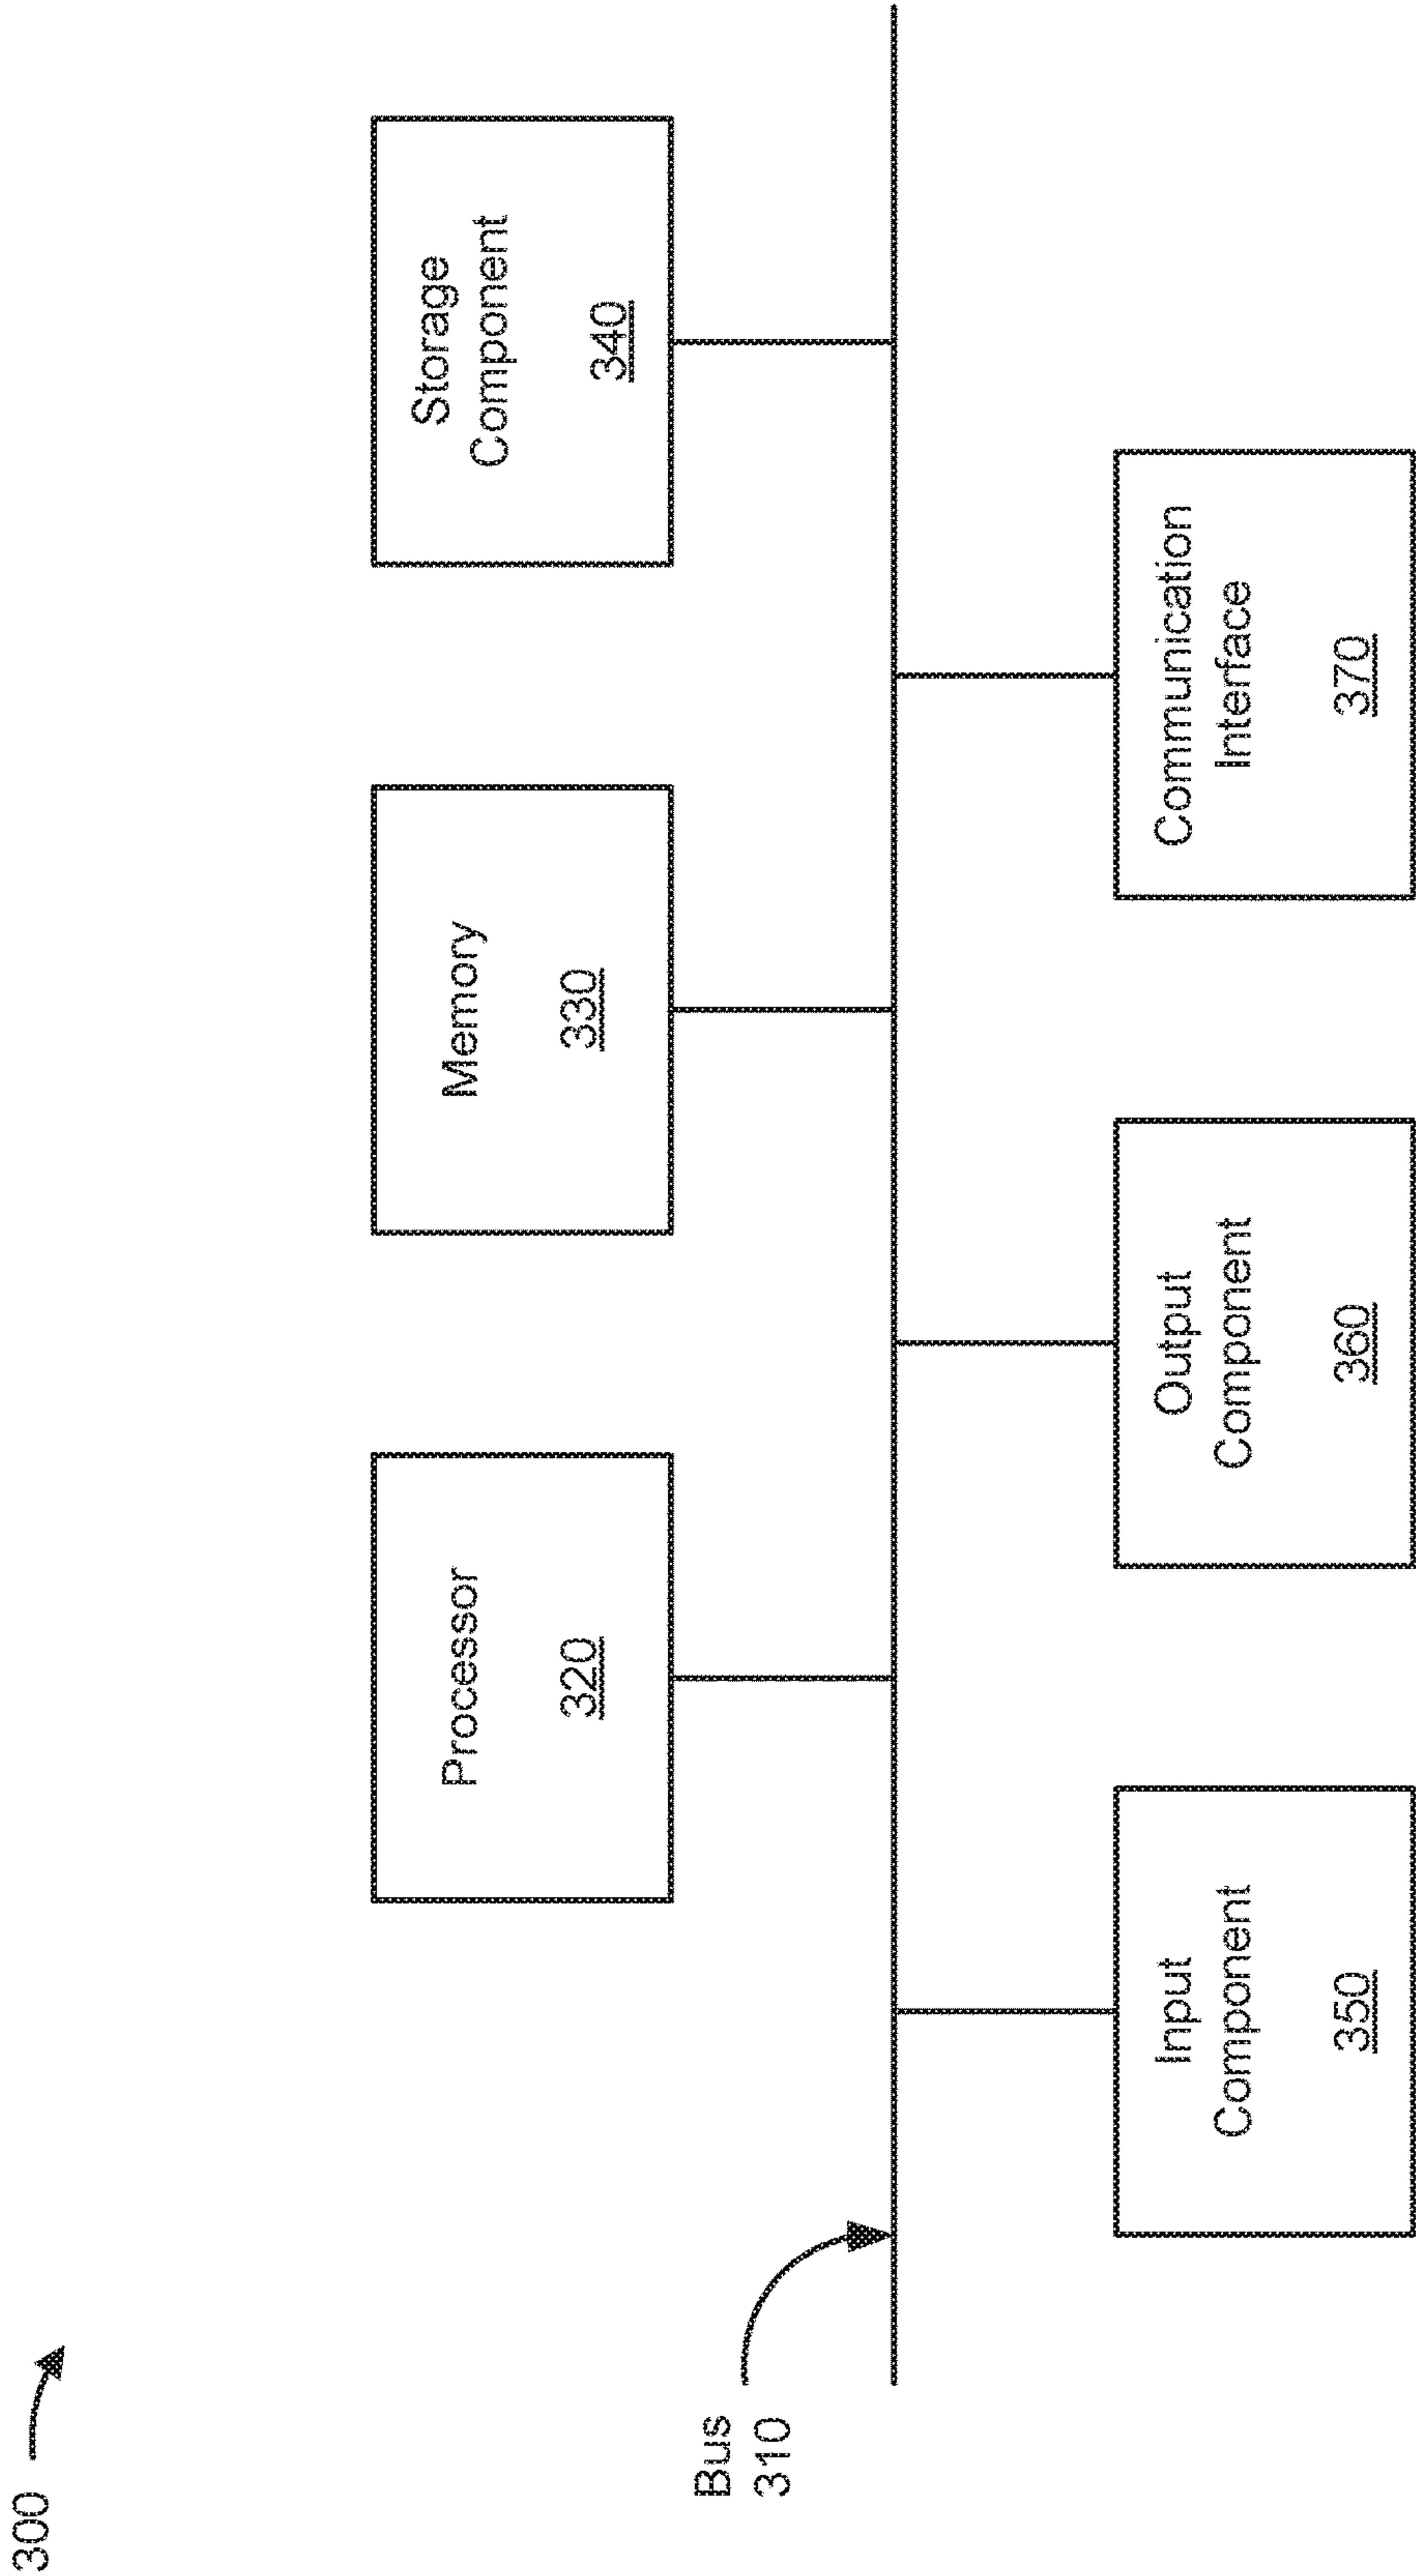 300
Processor
320
Memory
330
Storage
Component
340
Bus
310
Input
Component
350
Output
Component
360
Communication
Interface
370